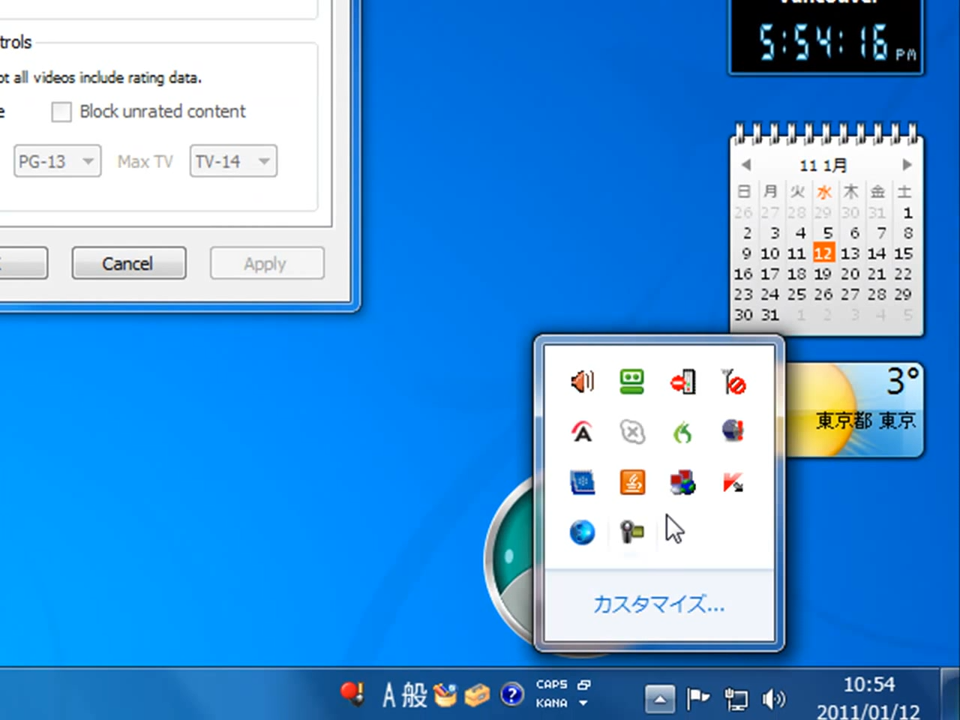 trols
ot all videos include rating data.
e
Block unrated content
PG-13
Max TV
TV-14
Cancel
Apply
Vancouver
5:54:16 PM
11 1月
日 月 火 水 木 金 土
26 27 28 29 30 31 1
2 3 4 5 6 7 8
9 10 11 12 13 14 15
16 17 18 19 20 21 22
23 24 25 26 27 28 29
30 31 1 2 3 4 5
3°
東京都 東京
カスタマイズ...
A 般
CAPS
KANA
10:54
2011/01/12